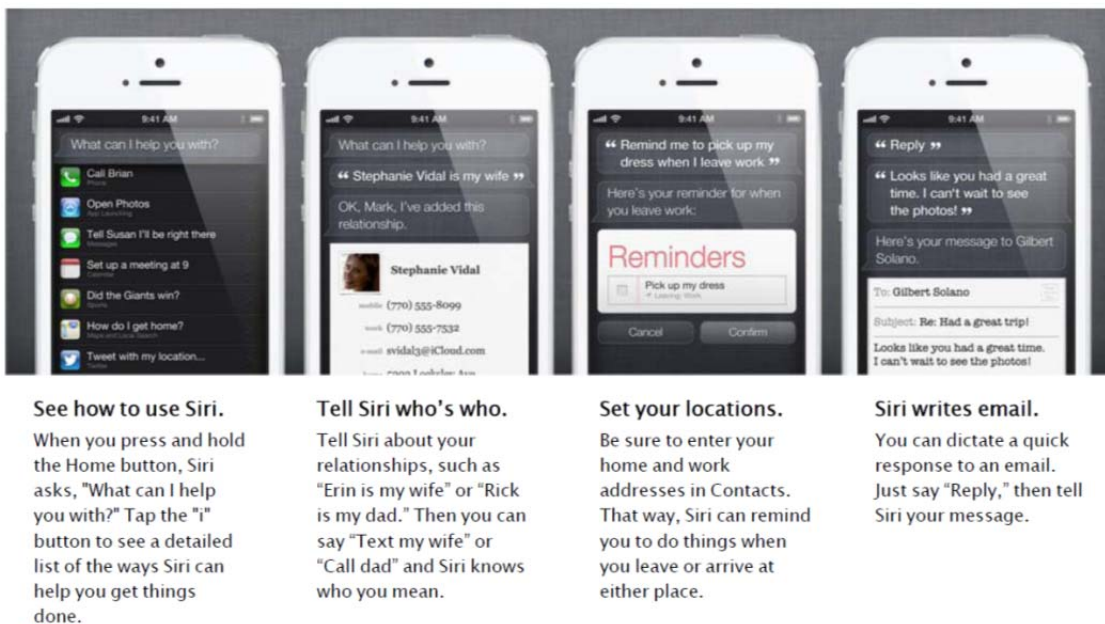 9:41 AM
What can I help you with?
Call Brian
Phone
Open Photos
App Launching
Tell Susan I'll be right there
Messages
Set up a meeting at 9
Calendar
Did the Giants win?
Sports
How do I get home?
Maps and Local Search
Tweet with my location...
Twitter
9:41 AM
What can I help you with?
“ Stephanie Vidal is my wife ”
OK, Mark, I've added this
relationship.
Stephanie Vidal
mobile (770) 555-8099
work (770) 555-7532
e-mail svidal3@iCloud.com
9:41 AM
“ Remind me to pick up my
dress when I leave work ”
Here's your reminder for when
you leave work:
Reminders
Pick up my dress
Leaving: Work
Cancel Confirm
9:41 AM
“ Reply ”
“ Looks like you had a great
time. I can't wait to see
the photos! ”
Here's your message to Gilbert
Solano.
To: Gilbert Solano
Subject: Re: Had a great trip!
Looks like you had a great time.
I can't wait to see the photos!
See how to use Siri.
When you press and hold
the Home button, Siri
asks, "What can I help
you with?" Tap the "i"
button to see a detailed
list of the ways Siri can
help you get things
done.
Tell Siri who's who.
Tell Siri about your
relationships, such as
“Erin is my wife” or “Rick
is my dad.” Then you can
say “Text my wife” or
“Call dad” and Siri knows
who you mean.
Set your locations.
Be sure to enter your
home and work
addresses in Contacts.
That way, Siri can remind
you to do things when
you leave or arrive at
either place.
Siri writes email.
You can dictate a quick
response to an email.
Just say “Reply,” then tell
Siri your message.